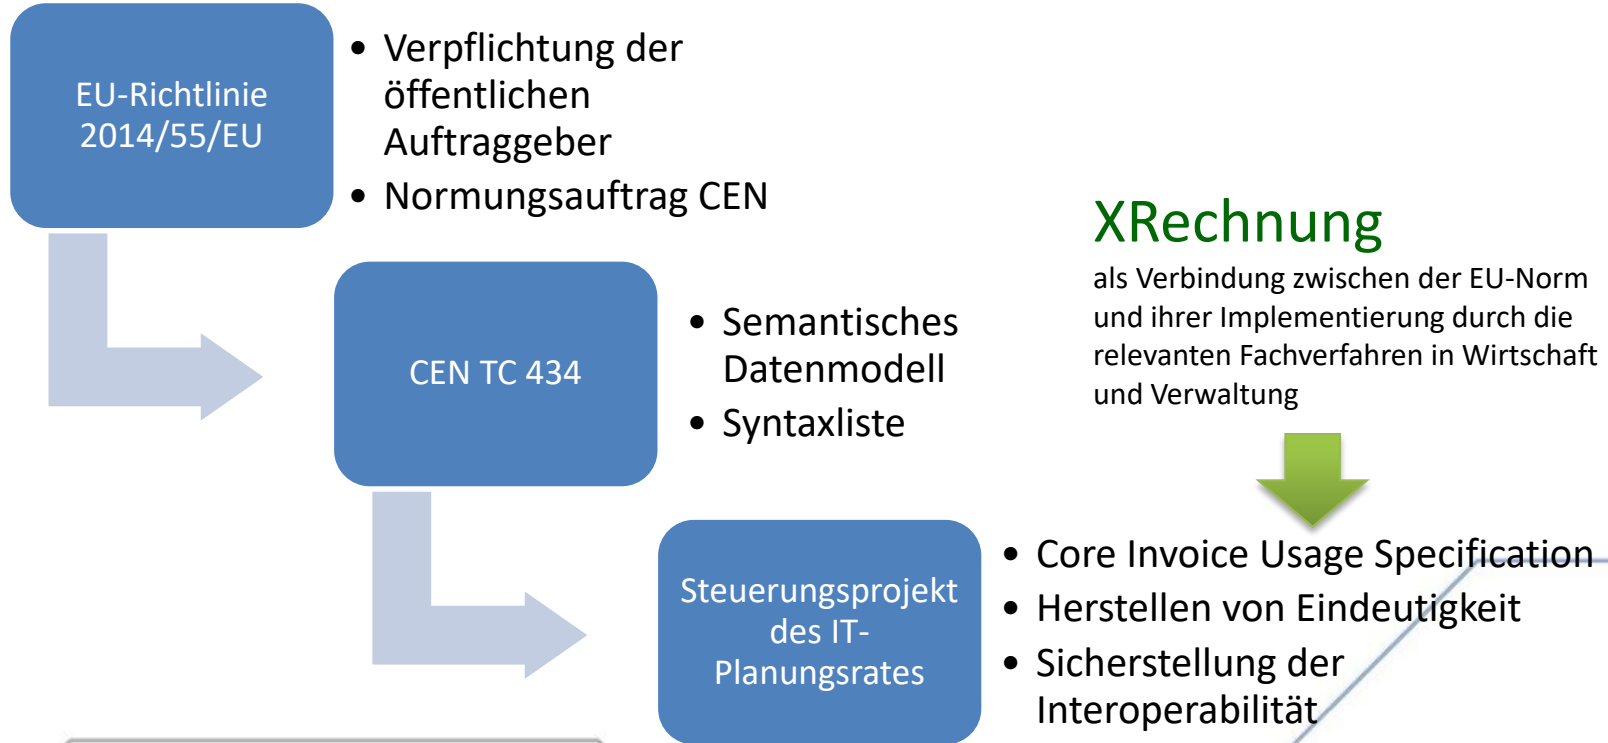 EU-Richtlinie
2014/55/EU
• Verpflichtung der
öffentlichen
Auftraggeber
• Normungsauftrag CEN
CEN TC 434
• Semantisches
Datenmodell
• Syntaxliste
XRechnung
als Verbindung zwischen der EU-Norm
und ihrer Implementierung durch die
relevanten Fachverfahren in Wirtschaft
und Verwaltung
Steuerungsprojekt
des IT-
Planungsrates
• Core Invoice Usage Specification
• Herstellen von Eindeutigkeit
• Sicherstellung der
Interoperabilität